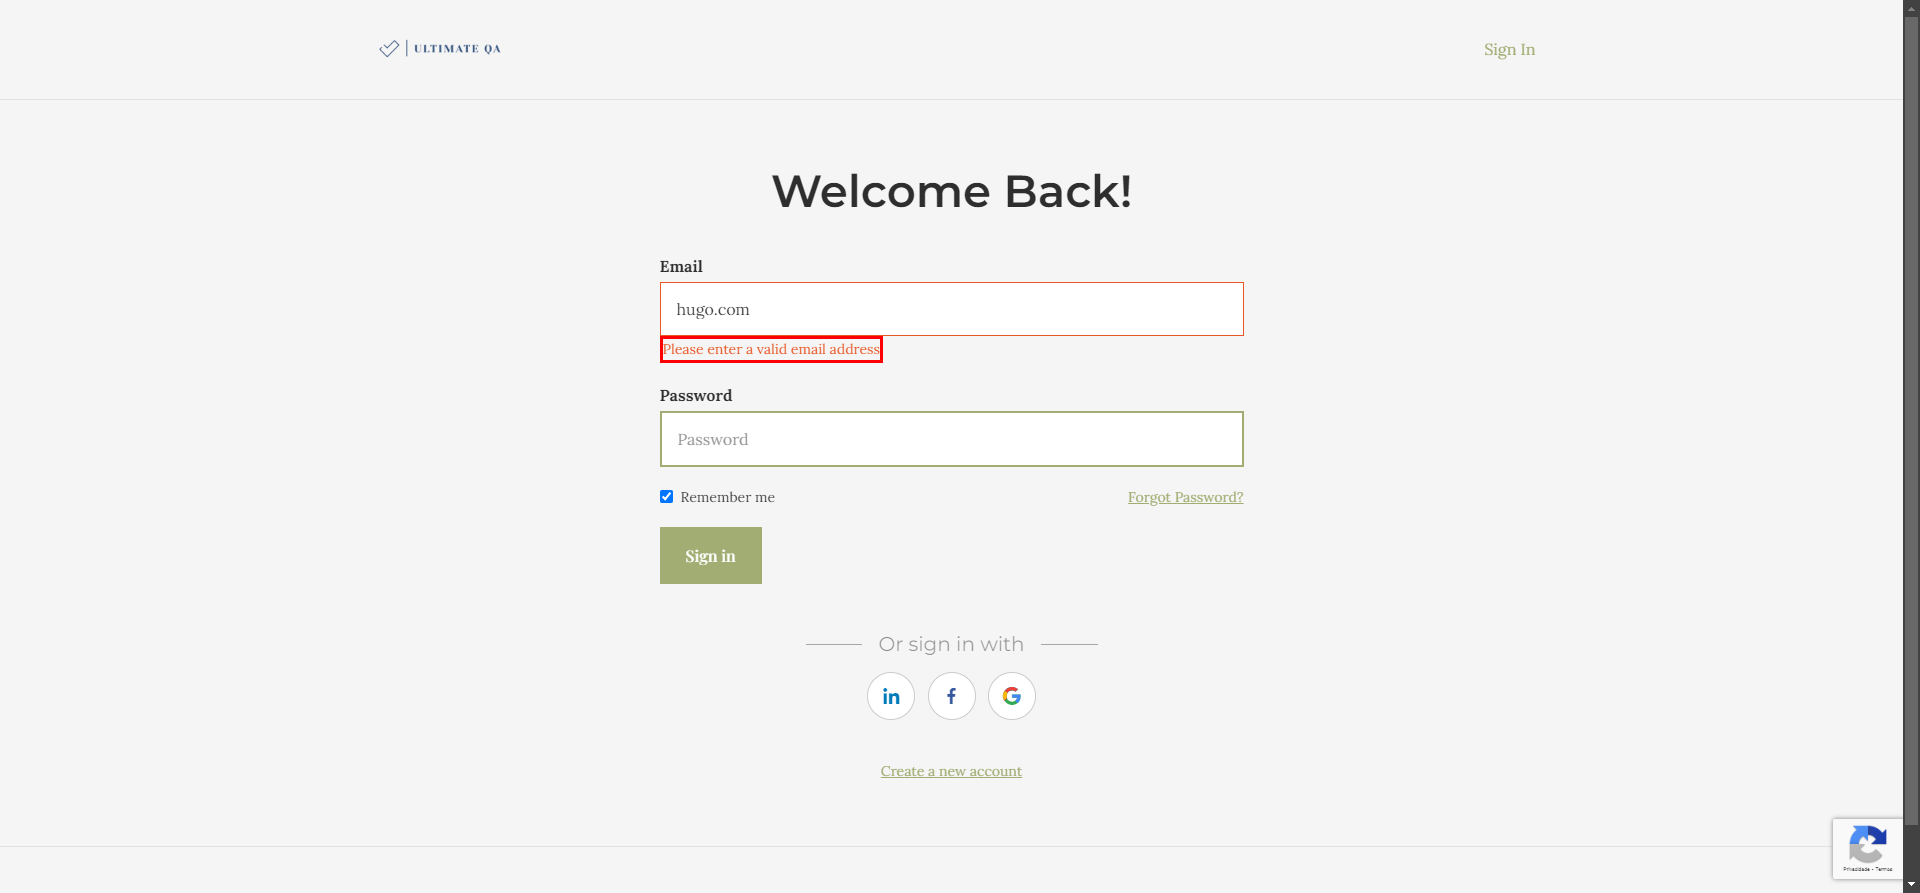 ULTIMATE QA
Sign In
Welcome Back!
Email
hugo.com
Please enter a valid email address
Password
Password
Remember me
Forgot Password?
Sign in
Or sign in with
in
f
G
Create a new account
Privacidade - Termos